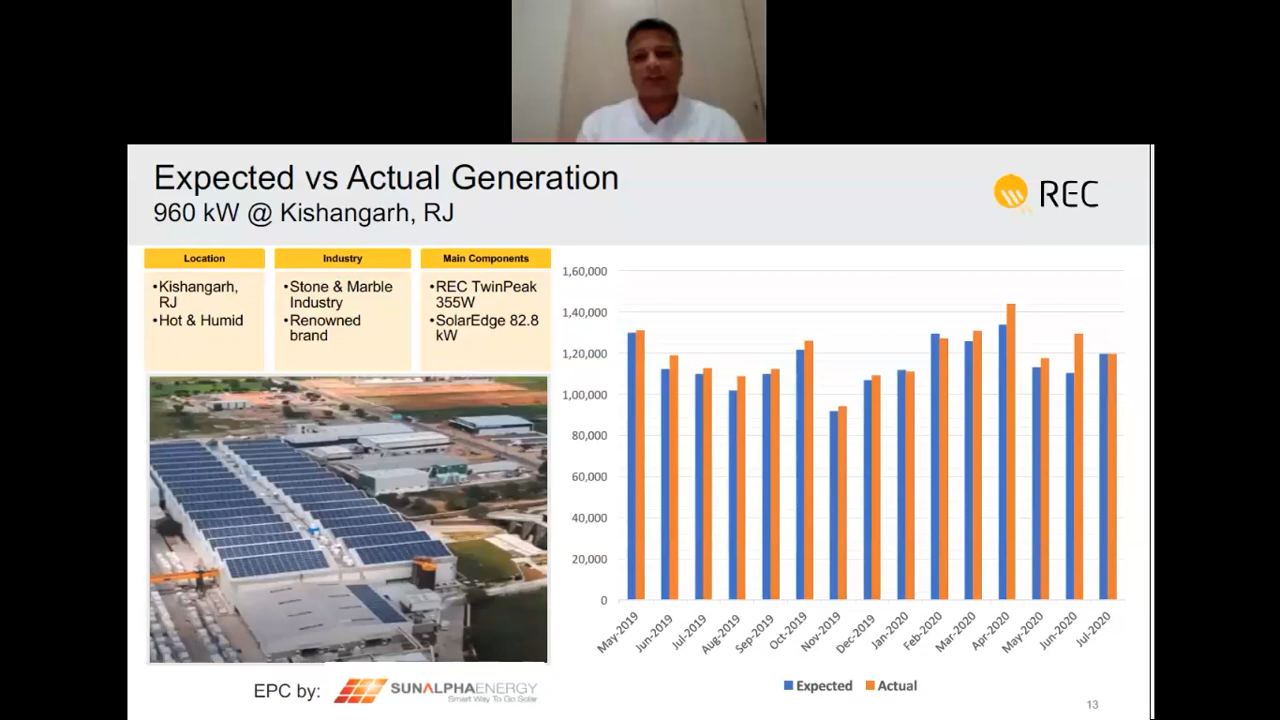 Expected vs Actual Generation
960 kW @ Kishangarh, RJ
REC
Location
•Kishangarh,
RJ
•Hot & Humid
Industry
•Stone & Marble
Industry
•Renowned
brand
Main Components
•REC TwinPeak
355W
•SolarEdge 82.8
kW
1,60,000
1,40,000
1,20,000
1,00,000
80,000
60,000
40,000
20,000
0
May-2019
Jun-2019
Jul-2019
Aug-2019
Sep-2019
Oct-2019
Nov-2019
Dec-2019
Jan-2020
Feb-2020
Mar-2020
Apr-2020
May-2020
Jun-2020
Jul-2020
Expected
Actual
EPC by:
SUNALPHAENERGY
Smart Way To Go Solar
13